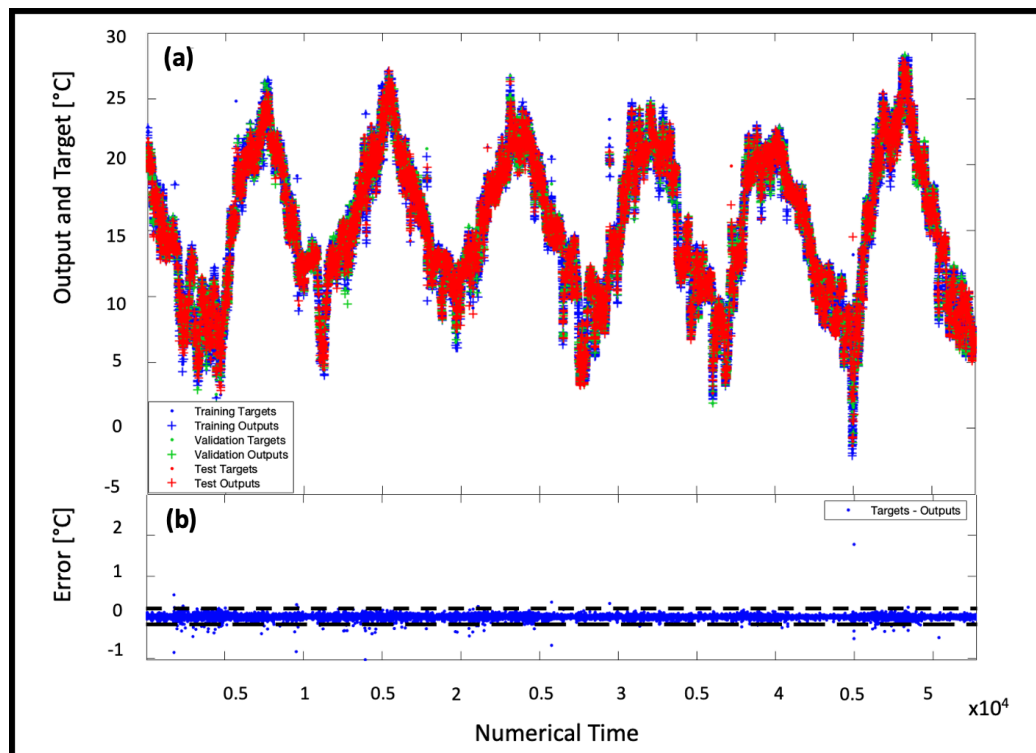 (a)
Output and Target [°C]
30
25
20
15
10
5
0
-5
Training Targets
Training Outputs
Validation Targets
Validation Outputs
Test Targets
Test Outputs
(b)
Targets - Outputs
Error [°C]
2
1
0
-1
0.5 1 0.5 2 0.5 3 0.5 4 0.5 5
x10⁴
Numerical Time